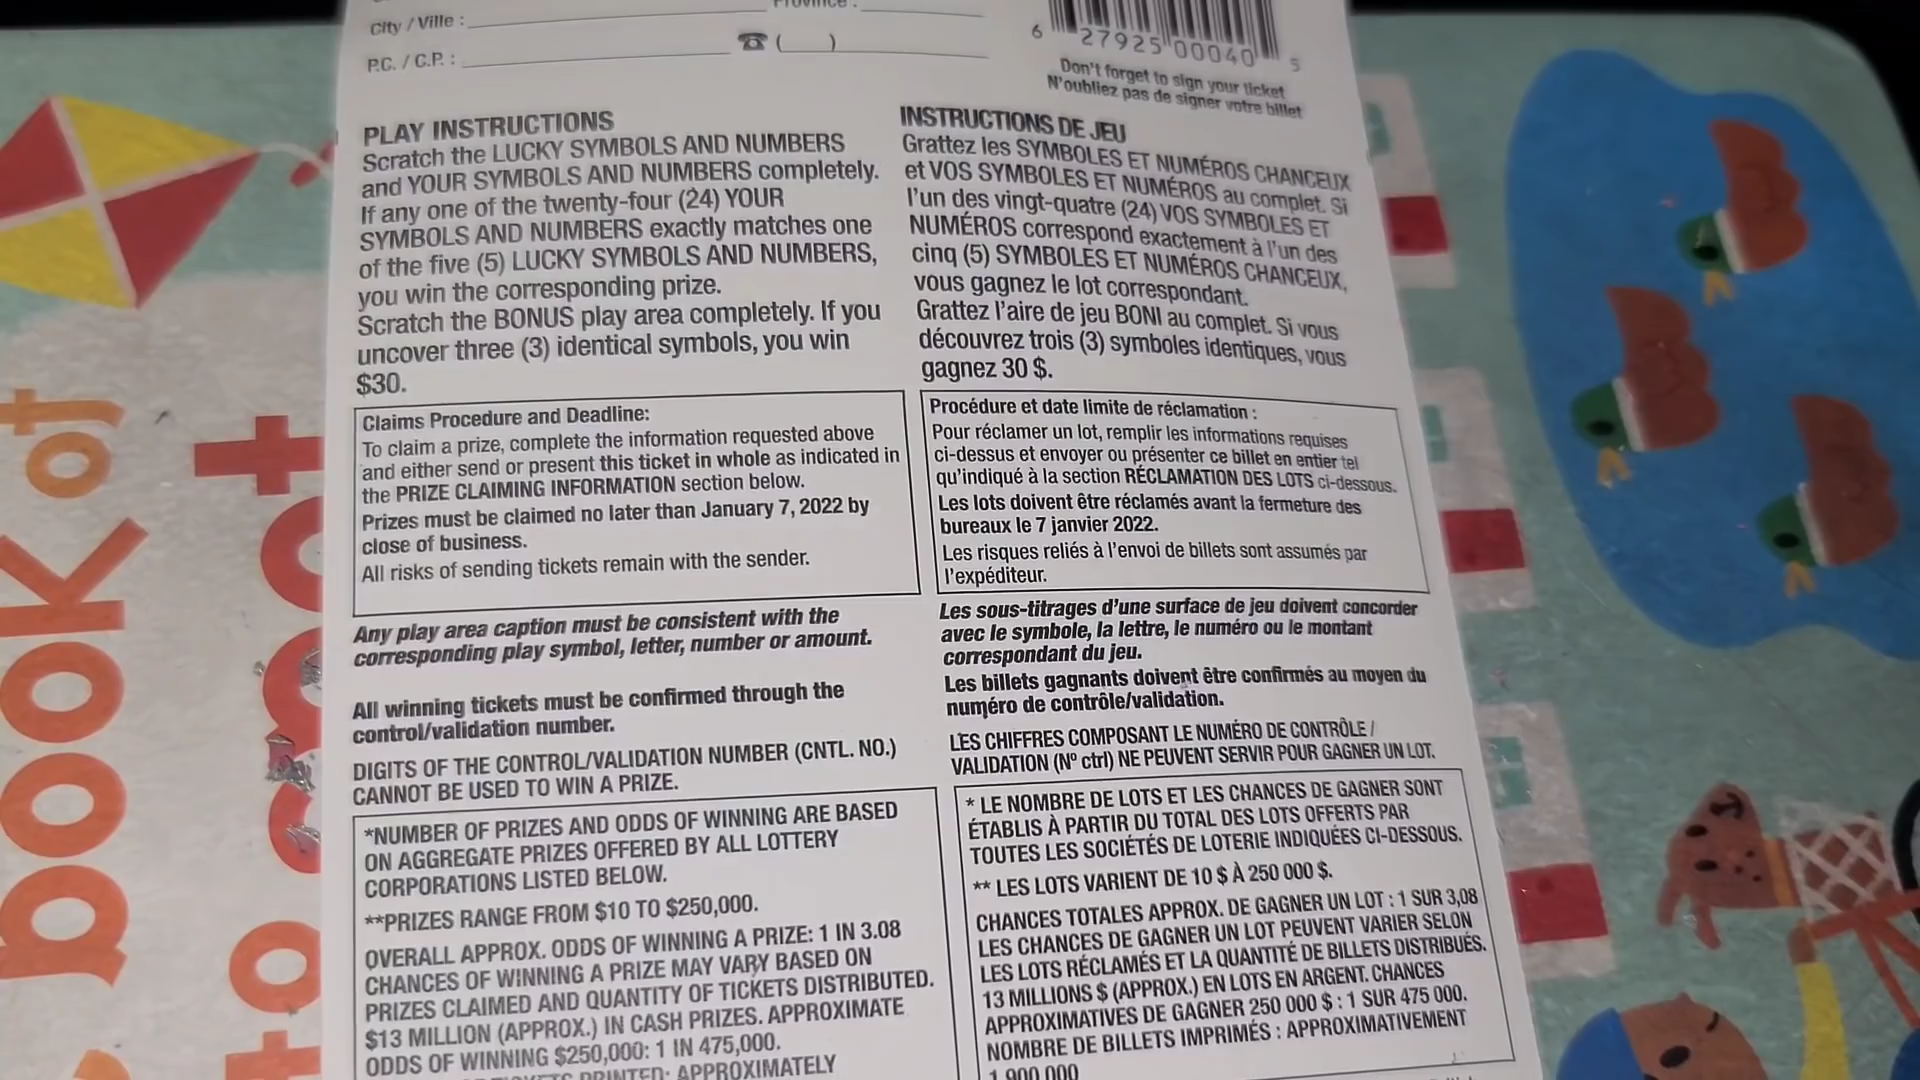 Province :
City / Ville :
P.C. / C.P. :
☎ ( )
6 27925 00040 5
Don't forget to sign your ticket
N'oubliez pas de signer votre billet
PLAY INSTRUCTIONS
Scratch the LUCKY SYMBOLS AND NUMBERS
and YOUR SYMBOLS AND NUMBERS completely.
If any one of the twenty-four (24) YOUR
SYMBOLS AND NUMBERS exactly matches one
of the five (5) LUCKY SYMBOLS AND NUMBERS,
you win the corresponding prize.
Scratch the BONUS play area completely. If you
uncover three (3) identical symbols, you win
$30.
Claims Procedure and Deadline:
To claim a prize, complete the information requested above
and either send or present this ticket in whole as indicated in
the PRIZE CLAIMING INFORMATION section below.
Prizes must be claimed no later than January 7, 2022 by
close of business.
All risks of sending tickets remain with the sender.
Any play area caption must be consistent with the
corresponding play symbol, letter, number or amount.
All winning tickets must be confirmed through the
control/validation number.
DIGITS OF THE CONTROL/VALIDATION NUMBER (CNTL. NO.)
CANNOT BE USED TO WIN A PRIZE.
*NUMBER OF PRIZES AND ODDS OF WINNING ARE BASED
ON AGGREGATE PRIZES OFFERED BY ALL LOTTERY
CORPORATIONS LISTED BELOW.
**PRIZES RANGE FROM $10 TO $250,000.
OVERALL APPROX. ODDS OF WINNING A PRIZE: 1 IN 3.08
CHANCES OF WINNING A PRIZE MAY VARY BASED ON
PRIZES CLAIMED AND QUANTITY OF TICKETS DISTRIBUTED.
$13 MILLION (APPROX.) IN CASH PRIZES. APPROXIMATE
ODDS OF WINNING $250,000: 1 IN 475,000.
PRINTED: APPROXIMATELY
INSTRUCTIONS DE JEU
Grattez les SYMBOLES ET NUMÉROS CHANCEUX
et VOS SYMBOLES ET NUMÉROS au complet. Si
l'un des vingt-quatre (24) VOS SYMBOLES ET
NUMÉROS correspond exactement à l'un des
cinq (5) SYMBOLES ET NUMÉROS CHANCEUX,
vous gagnez le lot correspondant.
Grattez l'aire de jeu BONI au complet. Si vous
découvrez trois (3) symboles identiques, vous
gagnez 30 $.
Procédure et date limite de réclamation :
Pour réclamer un lot, remplir les informations requises
ci-dessus et envoyer ou présenter ce billet en entier tel
qu'indiqué à la section RÉCLAMATION DES LOTS ci-dessous.
Les lots doivent être réclamés avant la fermeture des
bureaux le 7 janvier 2022.
Les risques reliés à l'envoi de billets sont assumés par
l'expéditeur.
Les sous-titrages d'une surface de jeu doivent concorder
avec le symbole, la lettre, le numéro ou le montant
correspondant du jeu.
Les billets gagnants doivent être confirmés au moyen du
numéro de contrôle/validation.
LES CHIFFRES COMPOSANT LE NUMÉRO DE CONTRÔLE /
VALIDATION (Nº ctrl) NE PEUVENT SERVIR POUR GAGNER UN LOT.
* LE NOMBRE DE LOTS ET LES CHANCES DE GAGNER SONT
ÉTABLIS À PARTIR DU TOTAL DES LOTS OFFERTS PAR
TOUTES LES SOCIÉTÉS DE LOTERIE INDIQUÉES CI-DESSOUS.
** LES LOTS VARIENT DE 10 $ À 250 000 $.
CHANCES TOTALES APPROX. DE GAGNER UN LOT : 1 SUR 3,08
LES CHANCES DE GAGNER UN LOT PEUVENT VARIER SELON
LES LOTS RÉCLAMÉS ET LA QUANTITÉ DE BILLETS DISTRIBUÉS.
13 MILLIONS $ (APPROX.) EN LOTS EN ARGENT. CHANCES
APPROXIMATIVES DE GAGNER 250 000 $ : 1 SUR 475 000.
NOMBRE DE BILLETS IMPRIMÉS : APPROXIMATIVEMENT
1 900 000
book of
to